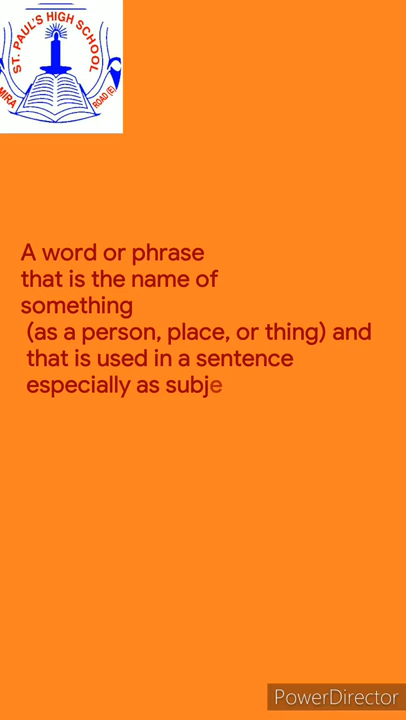 ST. PAUL'S HIGH SCHOOL
MIRA
ROAD (E)
A word or phrase
that is the name of
something
(as a person, place, or thing) and
that is used in a sentence
especially as subje
PowerDirector